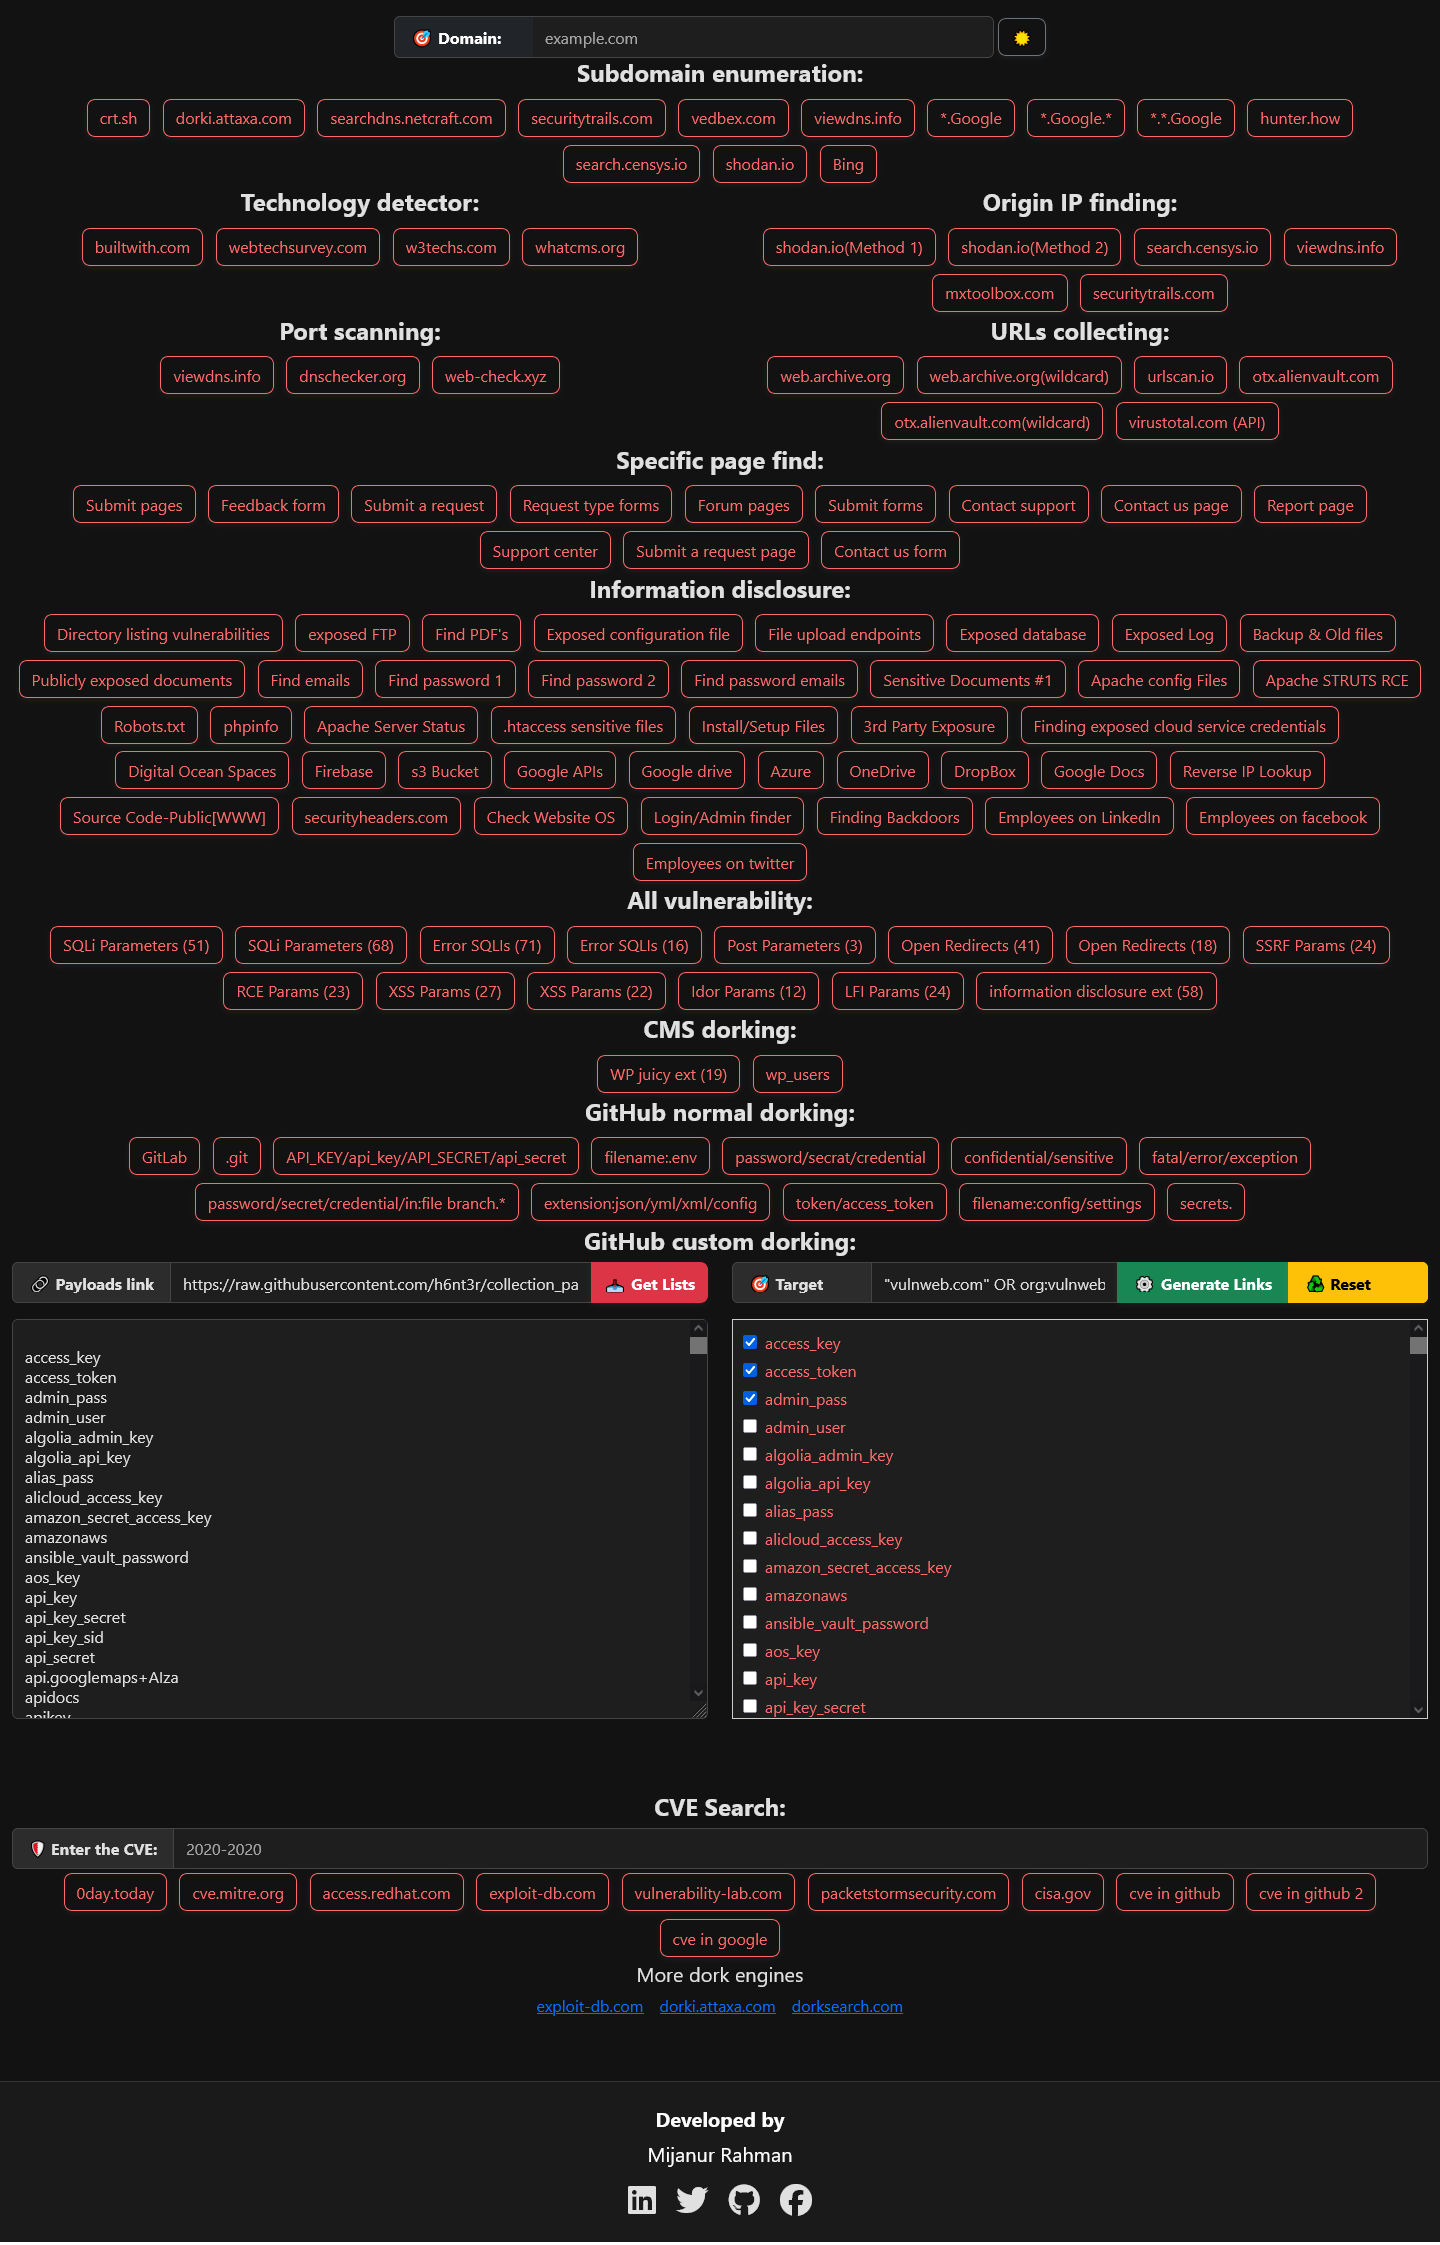 Domain: example.com
Subdomain enumeration:
crt.sh dorki.attaxa.com searchdns.netcraft.com securitytrails.com vedbex.com viewdns.info *.Google *.Google.* *.*.Google hunter.how
search.censys.io shodan.io Bing
Technology detector:
builtwith.com webtechsurvey.com w3techs.com whatcms.org
Origin IP finding:
shodan.io(Method 1) shodan.io(Method 2) search.censys.io viewdns.info
mxtoolbox.com securitytrails.com
Port scanning:
viewdns.info dnschecker.org web-check.xyz
URLs collecting:
web.archive.org web.archive.org(wildcard) urlscan.io otx.alienvault.com
otx.alienvault.com(wildcard) virustotal.com (API)
Specific page find:
Submit pages Feedback form Submit a request Request type forms Forum pages Submit forms Contact support Contact us page Report page
Support center Submit a request page Contact us form
Information disclosure:
Directory listing vulnerabilities exposed FTP Find PDF's Exposed configuration file File upload endpoints Exposed database Exposed Log Backup & Old files
Publicly exposed documents Find emails Find password 1 Find password 2 Find password emails Sensitive Documents #1 Apache config Files Apache STRUTS RCE
Robots.txt phpinfo Apache Server Status .htaccess sensitive files Install/Setup Files 3rd Party Exposure Finding exposed cloud service credentials
Digital Ocean Spaces Firebase s3 Bucket Google APIs Google drive Azure OneDrive DropBox Google Docs Reverse IP Lookup
Source Code-Public[WWW] securityheaders.com Check Website OS Login/Admin finder Finding Backdoors Employees on LinkedIn Employees on facebook
Employees on twitter
All vulnerability:
SQLi Parameters (51) SQLi Parameters (68) Error SQLIs (71) Error SQLIs (16) Post Parameters (3) Open Redirects (41) Open Redirects (18) SSRF Params (24)
RCE Params (23) XSS Params (27) XSS Params (22) Idor Params (12) LFI Params (24) information disclosure ext (58)
CMS dorking:
WP juicy ext (19) wp_users
GitHub normal dorking:
GitLab .git API_KEY/api_key/API_SECRET/api_secret filename:.env password/secrat/credential confidential/sensitive fatal/error/exception
password/secret/credential/in:file branch.* extension:json/yml/xml/config token/access_token filename:config/settings secrets.
GitHub custom dorking:
Payloads link https://raw.githubusercontent.com/h6nt3r/collection_pa Get Lists
access_key
access_token
admin_pass
admin_user
algolia_admin_key
algolia_api_key
alias_pass
alicloud_access_key
amazon_secret_access_key
amazonaws
ansible_vault_password
aos_key
api_key
api_key_secret
api_key_sid
api_secret
api.googlemaps+AIza
apidocs
apikey
Target "vulnweb.com" OR org:vulnweb Generate Links Reset
access_key
access_token
admin_pass
admin_user
algolia_admin_key
algolia_api_key
alias_pass
alicloud_access_key
amazon_secret_access_key
amazonaws
ansible_vault_password
aos_key
api_key
api_key_secret
CVE Search:
Enter the CVE: 2020-2020
0day.today cve.mitre.org access.redhat.com exploit-db.com vulnerability-lab.com packetstormsecurity.com cisa.gov cve in github cve in github 2
cve in google
More dork engines
exploit-db.com dorki.attaxa.com dorksearch.com
Developed by
Mijanur Rahman